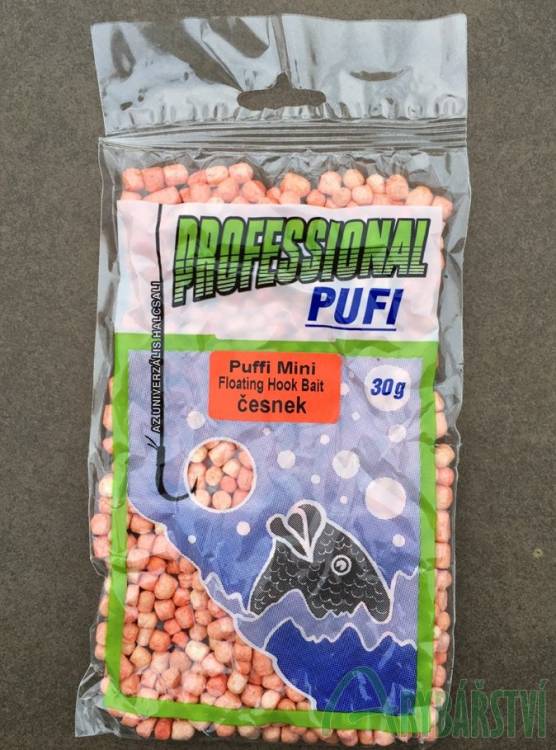 PROFESSIONAL
PUFI
AZ UNIVERZÁLIS HALCSALI
Puffi Mini
Floating Hook Bait
česnek
30g
RYBÁŘSTVÍ